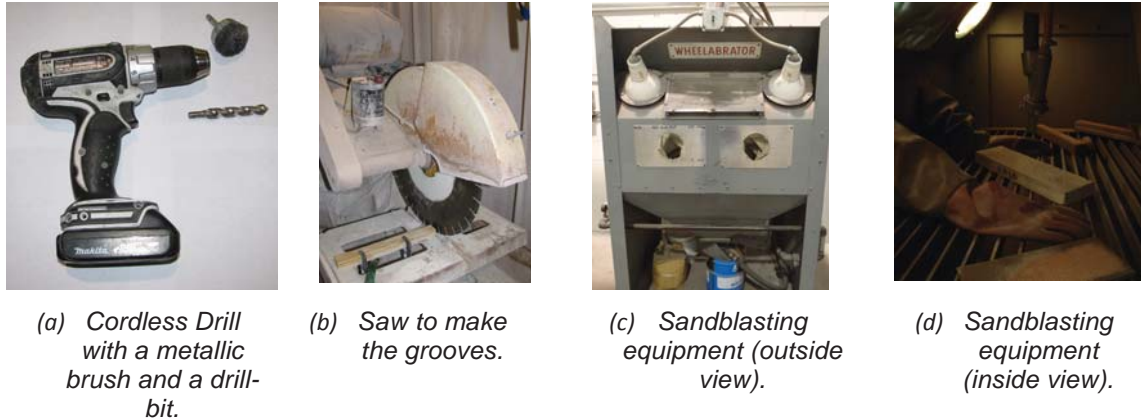 WHEELABRATOR
makita
(a) Cordless Drill
with a metallic
brush and a drill-
bit.
(b) Saw to make
the grooves.
(c) Sandblasting
equipment (outside
view).
(d) Sandblasting
equipment
(inside view).